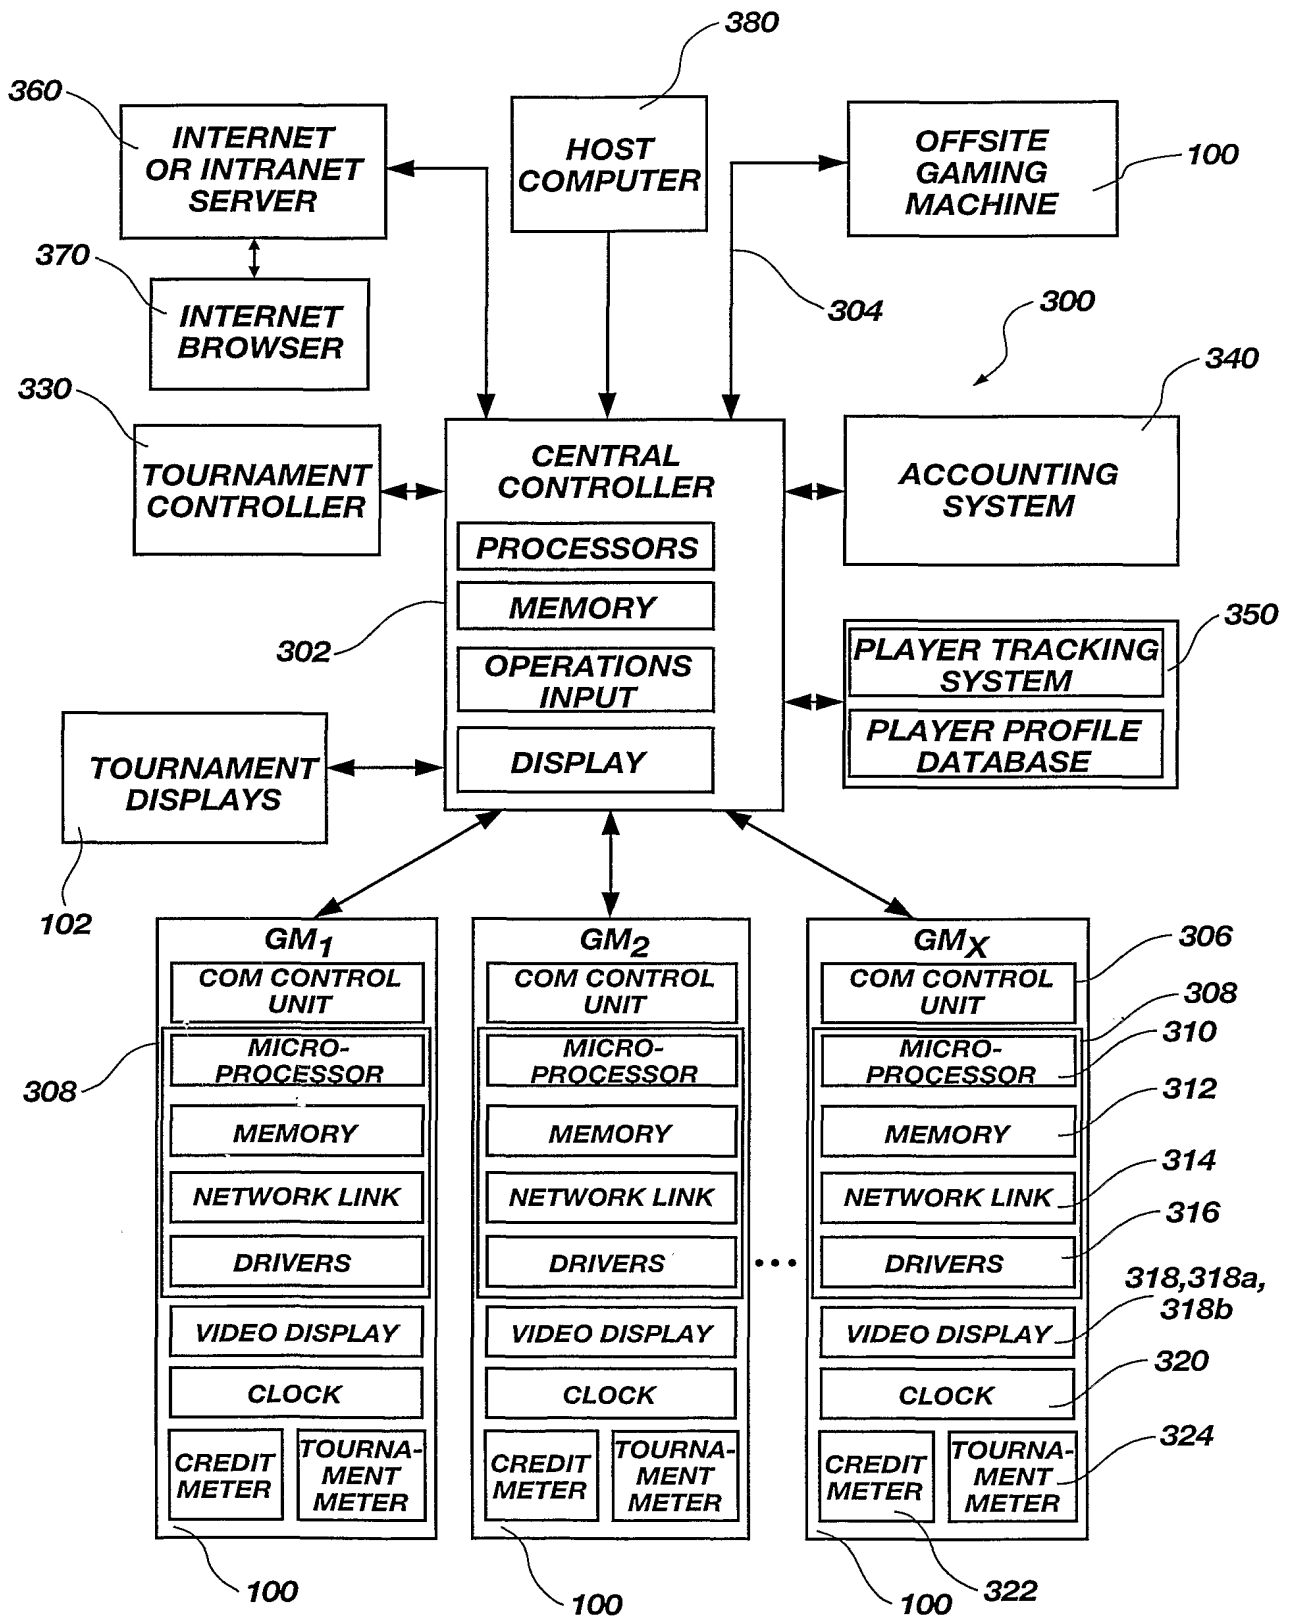 380
360
INTERNET
OR INTRANET
SERVER
HOST
COMPUTER
OFFSITE
GAMING
MACHINE
100
370
INTERNET
BROWSER
304
300
330
340
TOURNAMENT
CONTROLLER
CENTRAL
CONTROLLER
ACCOUNTING
SYSTEM
PROCESSORS
MEMORY
302
OPERATIONS
INPUT
DISPLAY
350
PLAYER TRACKING
SYSTEM
PLAYER PROFILE
DATABASE
TOURNAMENT
DISPLAYS
102
GM1
COM CONTROL
UNIT
308
MICRO-
PROCESSOR
MEMORY
NETWORK LINK
DRIVERS
VIDEO DISPLAY
CLOCK
CREDIT
METER
TOURNA-
MENT
METER
100
GM2
COM CONTROL
UNIT
MICRO-
PROCESSOR
MEMORY
NETWORK LINK
DRIVERS
VIDEO DISPLAY
CLOCK
CREDIT
METER
TOURNA-
MENT
METER
100
...
GMX
COM CONTROL
UNIT
MICRO-
PROCESSOR
MEMORY
NETWORK LINK
DRIVERS
VIDEO DISPLAY
CLOCK
CREDIT
METER
TOURNA-
MENT
METER
100
306
308
310
312
314
316
318,318a,
318b
320
324
322